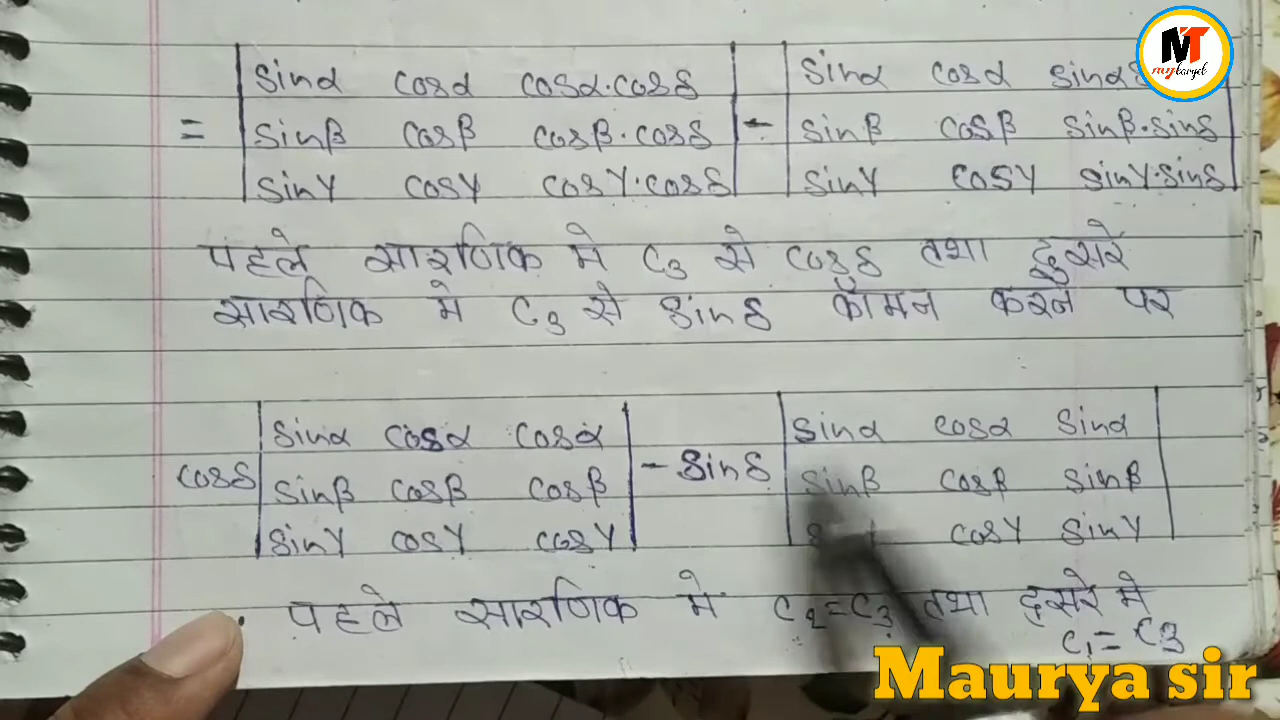 MT
my target
sinα cosα cosα·cosδ sinα cosα sinα
= sinβ cosβ cosβ·cosδ - sinβ cosβ sinβ·sinδ
sinγ cosγ cosγ·cosδ sinγ cosγ sinγ·sinδ
पहले सारणिक मे C3 से cosδ तथा दुसरे
सारणिक मे C3 से sinδ कॉमन करने पर
sinα cosα cosα sinα cosα sinα
cosδ sinβ cosβ cosβ - sinδ sinβ cosβ sinβ
sinγ cosγ cosγ cosγ sinγ
पहले सारणिक मे C2=C3 तथा दुसरे मे
C1=C3
Maurya sir